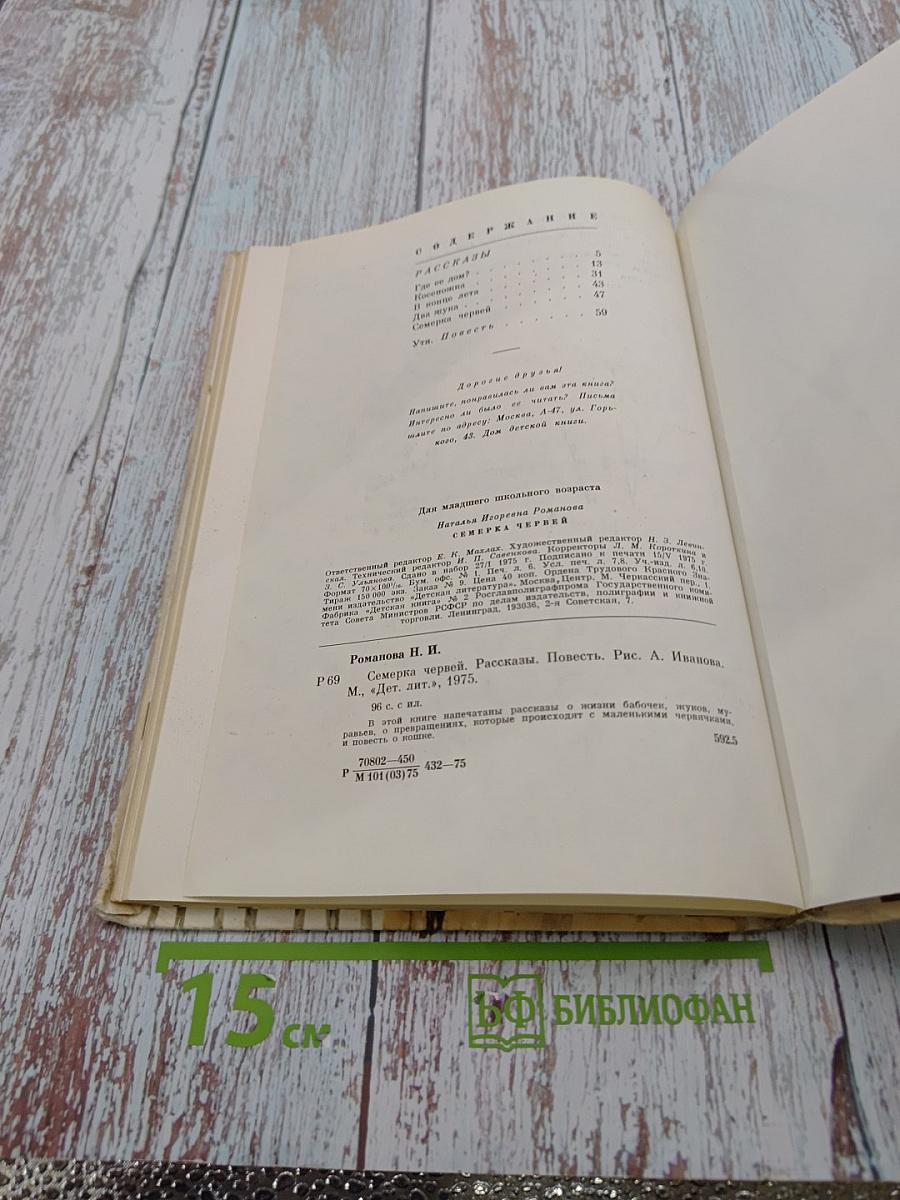 СОДЕРЖАНИЕ
РАССКАЗЫ
Где ее дом? . . . . . . . 5
Косеножка . . . . . . . 13
В конце лета . . . . . . 31
Два жука . . . . . . . 43
Семерка червей . . . . . . 47
Утя. Повесть . . . . . . 59
Дорогие друзья!
Напишите, понравилась ли вам эта книга?
Интересно ли было ее читать? Письма
шлите по адресу: Москва, А-47, ул. Горь-
кого, 43. Дом детской книги.
Для младшего школьного возраста
Наталья Игоревна Романова
СЕМЕРКА ЧЕРВЕЙ
Ответственный редактор Е. К. Махлах. Художественный редактор Н. З. Левин-
ская. Технический редактор И. П. Савенкова. Корректоры Л. М. Короткина и
З. С. Ульянова. Сдано в набор 27/I 1975 г. Подписано к печати 15/V 1975 г.
Формат 70×100¹/₁₆. Бум. офс. № 1. Печ. л. 6. Усл. печ. л. 7,8. Уч.-изд. л. 6,10.
Тираж 150 000 экз. Заказ № 9. Цена 40 коп. Ордена Трудового Красного Зна-
мени издательство «Детская литература». Москва, Центр, М. Черкасский пер., 1.
Фабрика «Детская книга» № 2 Росглавполиграфпрома Государственного коми-
тета Совета Министров РСФСР по делам издательств, полиграфии и книжной
торговли. Ленинград, 193036, 2-я Советская, 7.
Романова Н. И.
Р 69 Семерка червей. Рассказы. Повесть. Рис. А. Иванова.
М., «Дет. лит.», 1975.
96 с. с ил.
В этой книге напечатаны рассказы о жизни бабочек, жуков, му-
равьев, о превращениях, которые происходят с маленькими червячками,
и повесть о кошке.
592.5
Р 70802—450 432—75
М 101(03)75
15 см
БФ БИБЛИОФАН